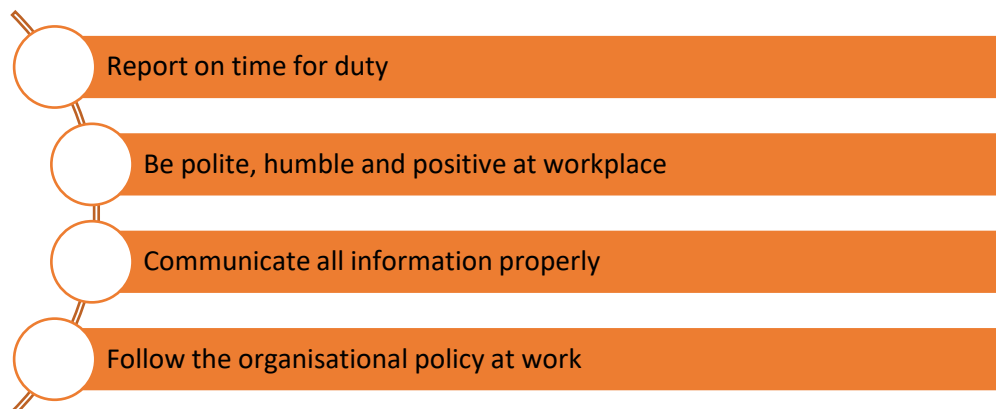 Report on time for duty
Be polite, humble and positive at workplace
Communicate all information properly
Follow the organisational policy at work